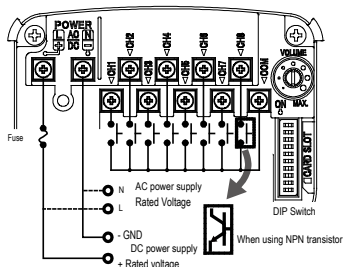 POWER
L AC N
+ DC -
CH1
CH2
CH3
CH4
CH5
CH6
CH7
CH8
COM
VOLUME
ON MAX.
CARD SLOT
Fuse
N AC power supply
L Rated Voltage
- GND
DC power supply
+ Rated voltage
DIP Switch
When using NPN transistor